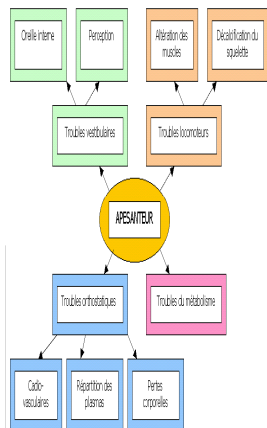 Oreille interne
Perception
Altération des
muscles
Décalcification du
squelette
Troubles vestibulaires
Troubles locomoteurs
APESANTEUR
Troubles orthostatiques
Troubles du métabolisme
Cadio-
vasculaires
Répartition des
plasmas
Pertes
corporelles